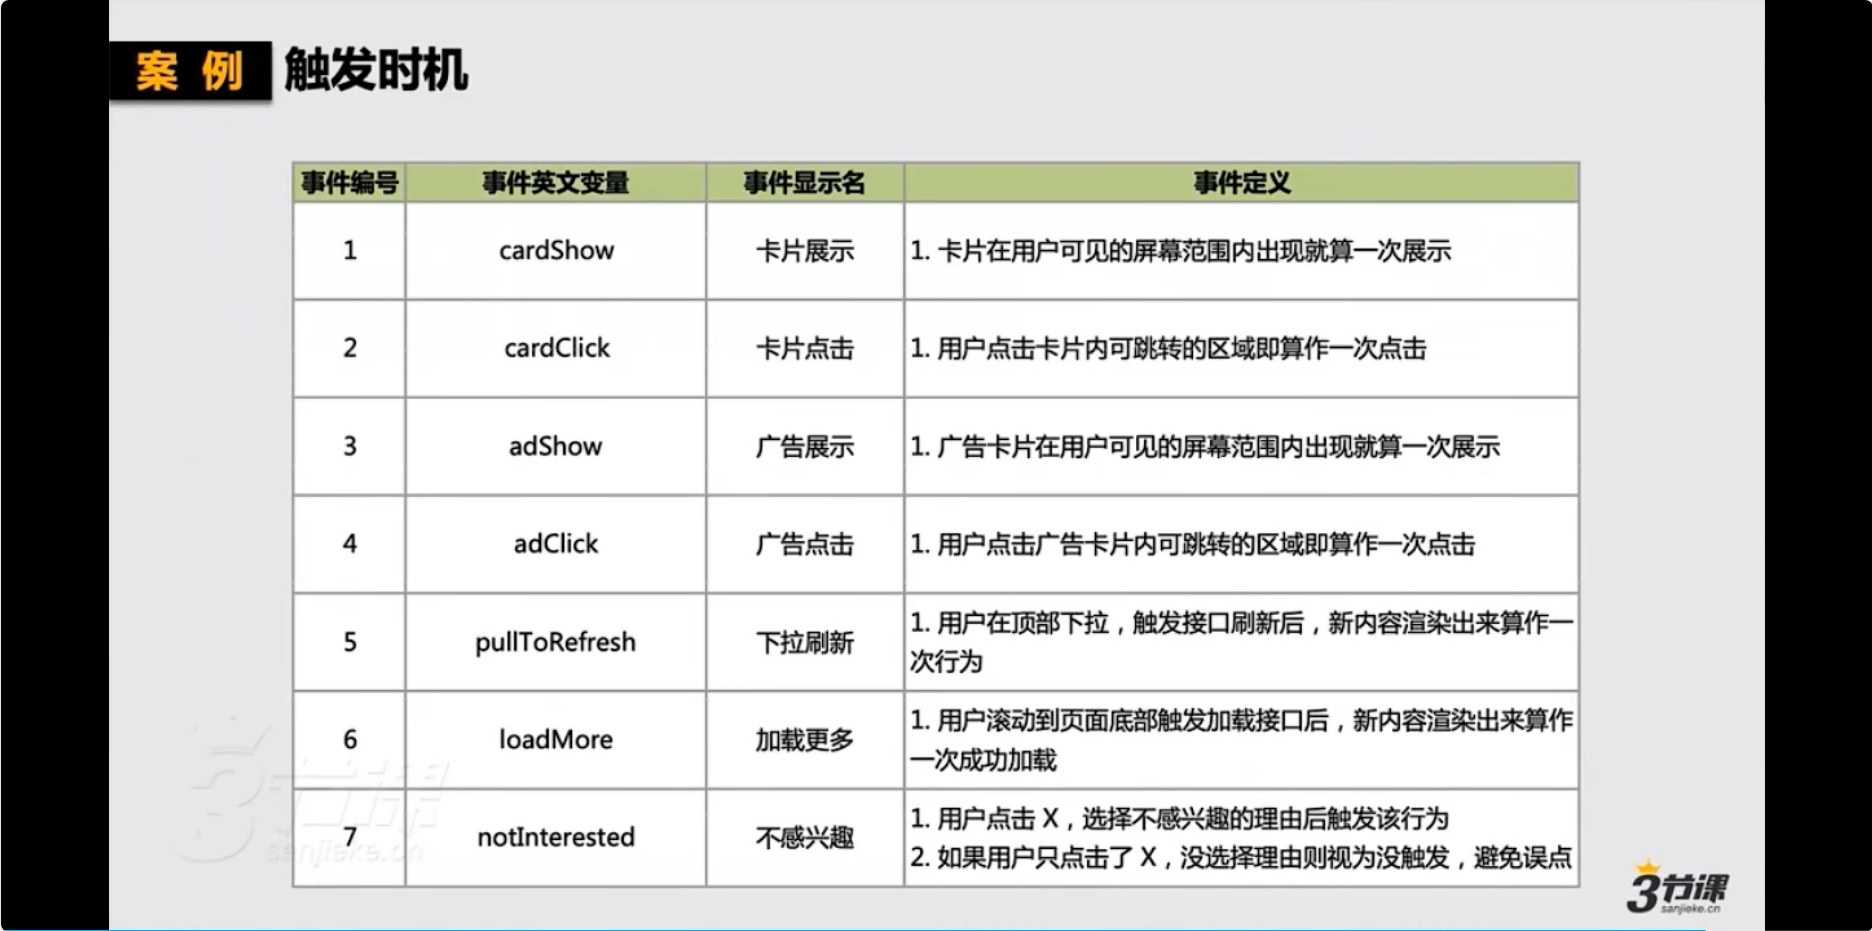 案 例 触发时机
事件编号 事件英文变量 事件显示名 事件定义
1 cardShow 卡片展示 1. 卡片在用户可见的屏幕范围内出现就算一次展示
2 cardClick 卡片点击 1. 用户点击卡片内可跳转的区域即算作一次点击
3 adShow 广告展示 1. 广告卡片在用户可见的屏幕范围内出现就算一次展示
4 adClick 广告点击 1. 用户点击广告卡片内可跳转的区域即算作一次点击
5 pullToRefresh 下拉刷新 1. 用户在顶部下拉，触发接口刷新后，新内容渲染出来算作一
次行为
6 loadMore 加载更多 1. 用户滚动到页面底部触发加载接口后，新内容渲染出来算作
一次成功加载
7 notInterested 不感兴趣 1. 用户点击 X，选择不感兴趣的理由后触发该行为
2. 如果用户只点击了 X，没选择理由则视为没触发，避免误点
3节课
sanjieke.cn
3节课
sanjieke.cn